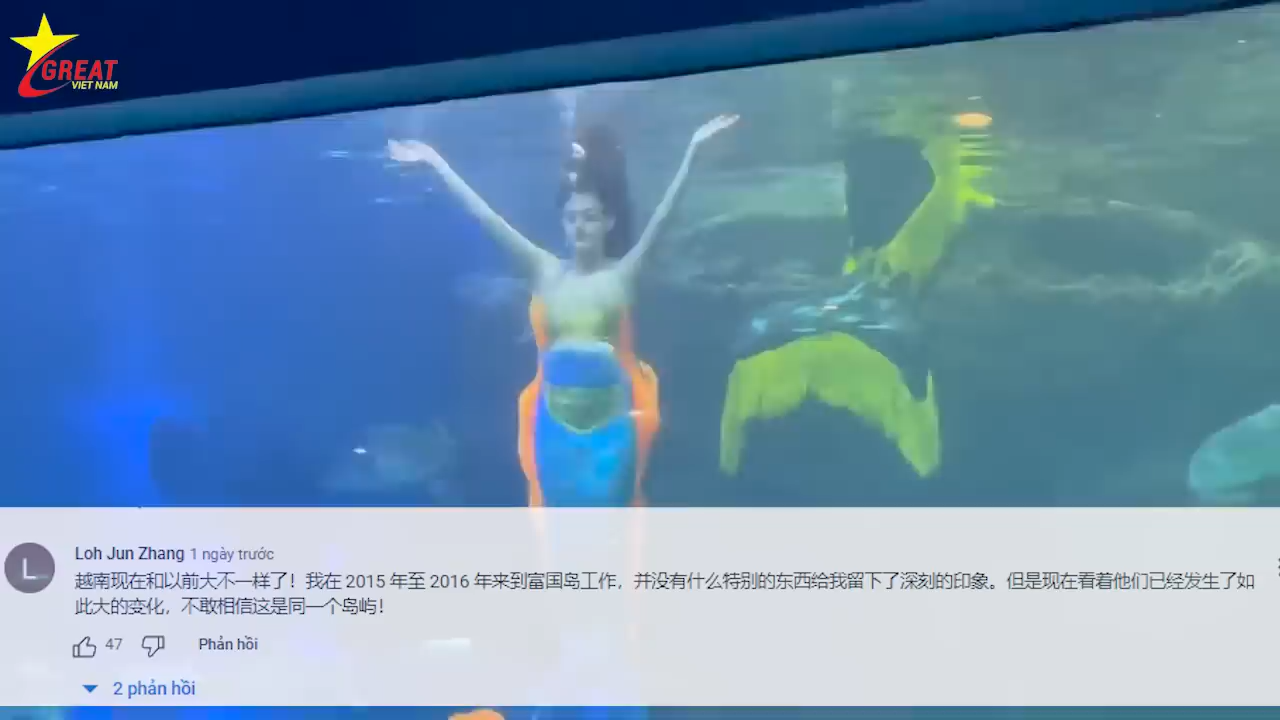 GREAT
VIET NAM
L
Loh Jun Zhang 1 ngày trước
越南现在和以前大不一样了！我在 2015 年至 2016 年来到富国岛工作，并没有什么特别的东西给我留下了深刻的印象。但是现在看着他们已经发生了如
此大的变化，不敢相信这是同一个岛屿！
47 Phản hồi
2 phản hồi